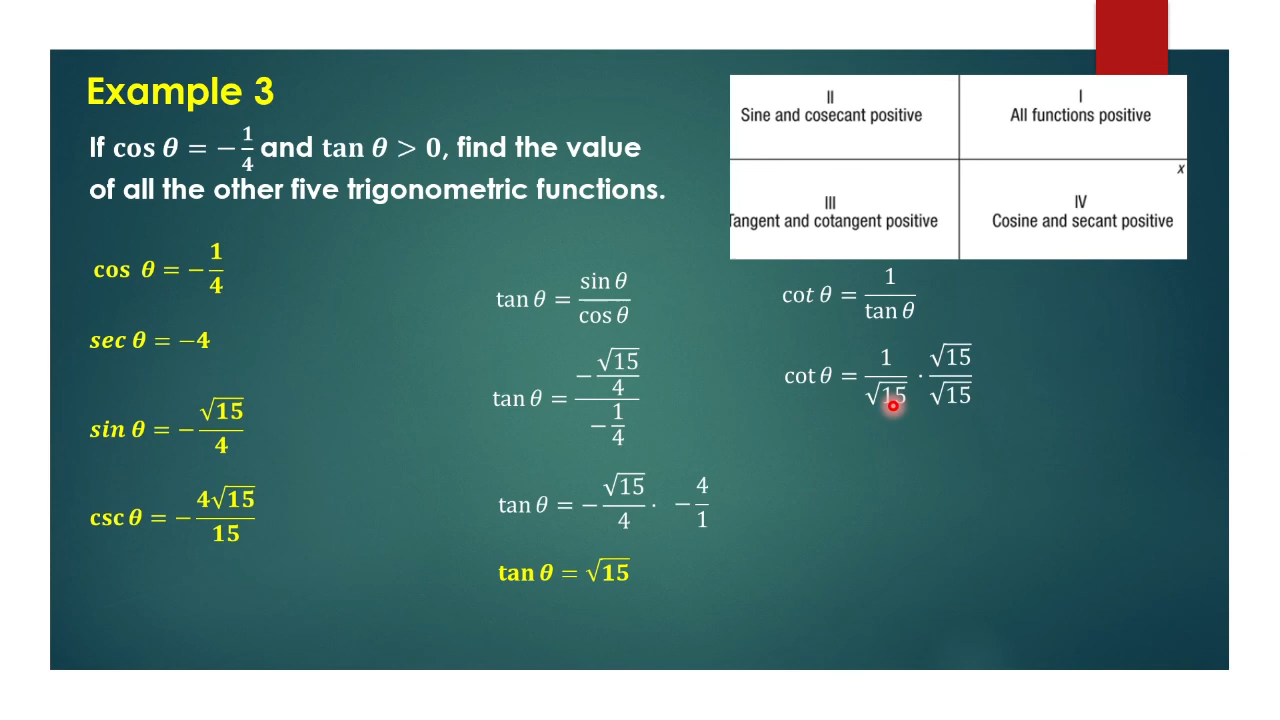 Example 3
If cos θ = −1/4 and tan θ > 0, find the value
of all the other five trigonometric functions.
II
Sine and cosecant positive
I
All functions positive
x
III
Tangent and cotangent positive
IV
Cosine and secant positive
cos θ = −1/4
sec θ = −4
sin θ = −√15/4
csc θ = −4√15/15
tan θ = sin θ/cos θ
tan θ = (−√15/4)/(−1/4)
tan θ = −√15/4 · −4/1
tan θ = √15
cot θ = 1/tan θ
cot θ = 1/√15 · √15/√15